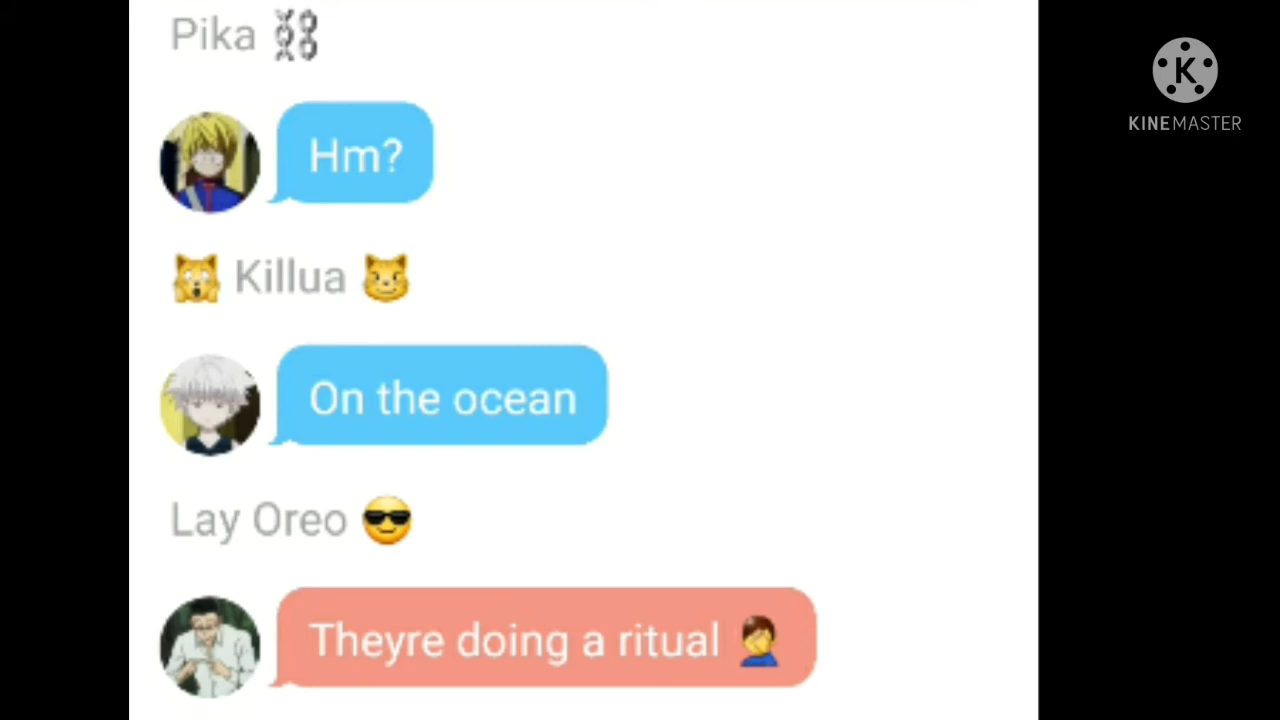 Pika ⛓
KINEMASTER
Hm?
🙀 Killua 😼
On the ocean
Lay Oreo 😎
Theyre doing a ritual 🤦‍♂️